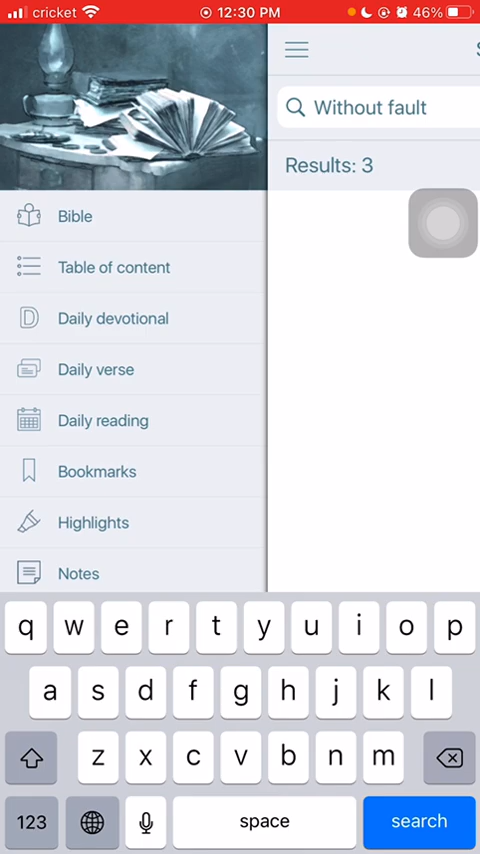 cricket 12:30 PM 46%
S
Without fault
Results: 3
Bible
Table of content
D Daily devotional
Daily verse
Daily reading
Bookmarks
Highlights
Notes
q w e r t y u i o p
a s d f g h j k l
z x c v b n m
123 space search